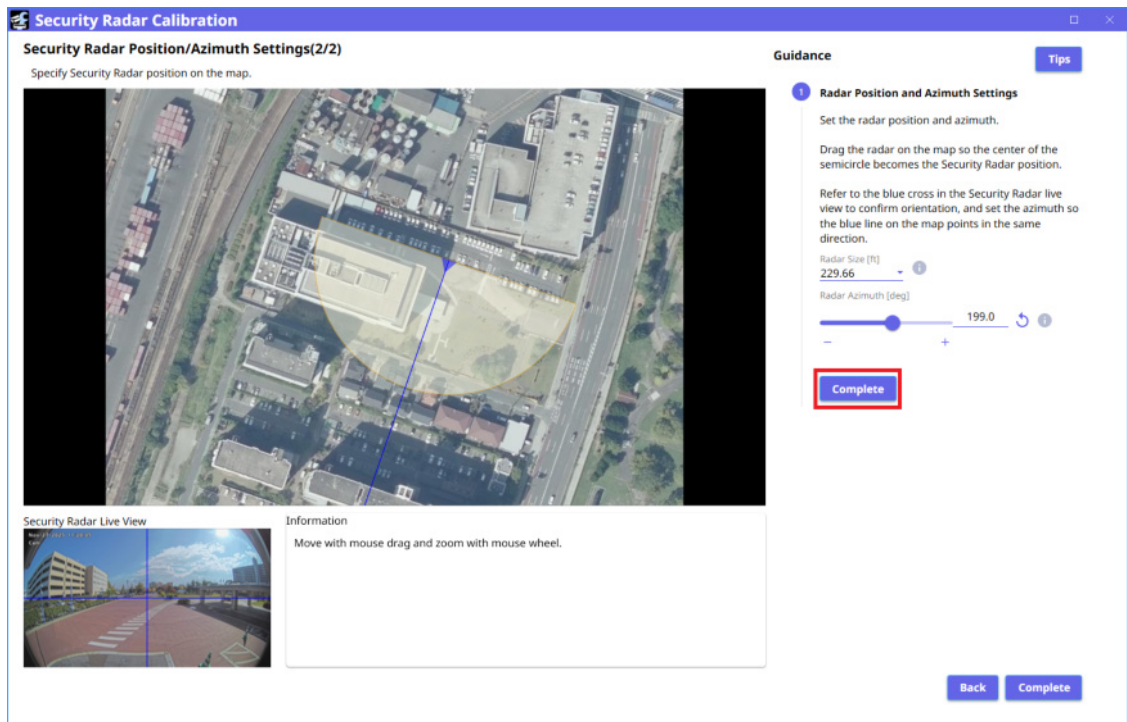 Security Radar Calibration
Security Radar Position/Azimuth Settings(2/2)
Specify Security Radar position on the map.
Guidance
Tips
1
Radar Position and Azimuth Settings
Set the radar position and azimuth.
Drag the radar on the map so the center of the
semicircle becomes the Security Radar position.
Refer to the blue cross in the Security Radar live
view to confirm orientation, and set the azimuth so
the blue line on the map points in the same
direction.
Radar Size [ft]
229.66
Radar Azimuth [deg]
199.0
− +
Complete
Security Radar Live View
Information
Move with mouse drag and zoom with mouse wheel.
Back Complete